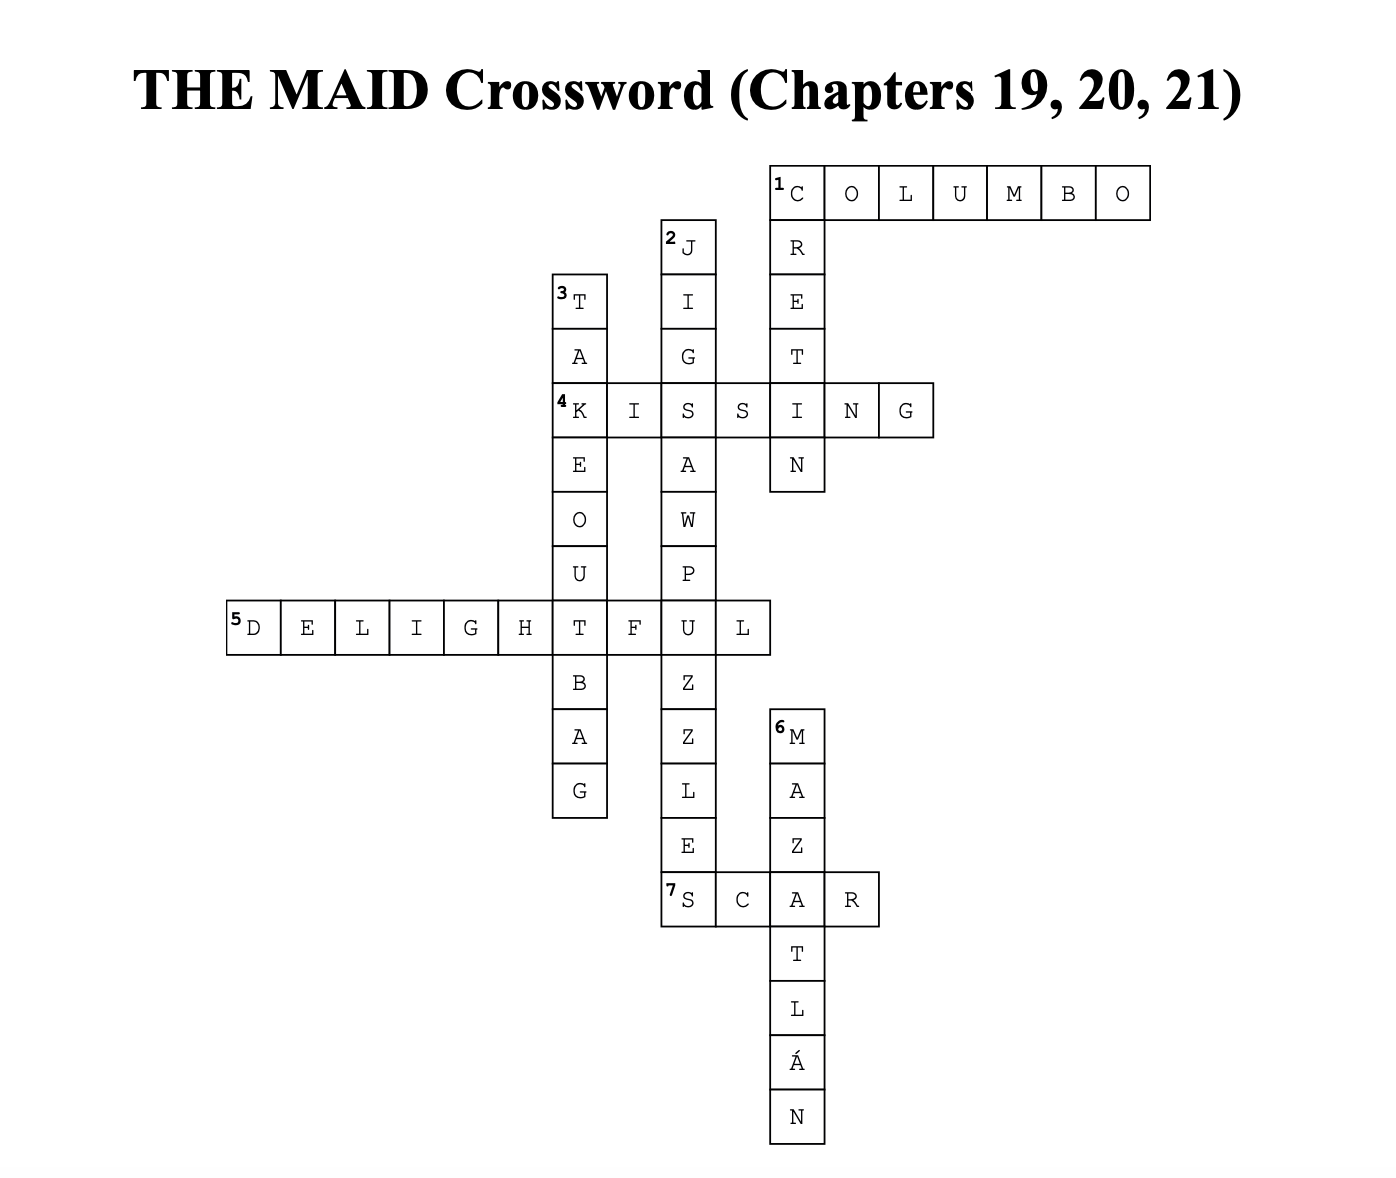 THE MAID Crossword (Chapters 19, 20, 21)
1 C O L U M B O
2 J R
3 T I E
A G T
4 K I S S I N G
E A N
O W
U P
5 D E L I G H T F U L
B Z
A Z 6 M
G L A
E Z
7 S C A R
T
L
Á
N